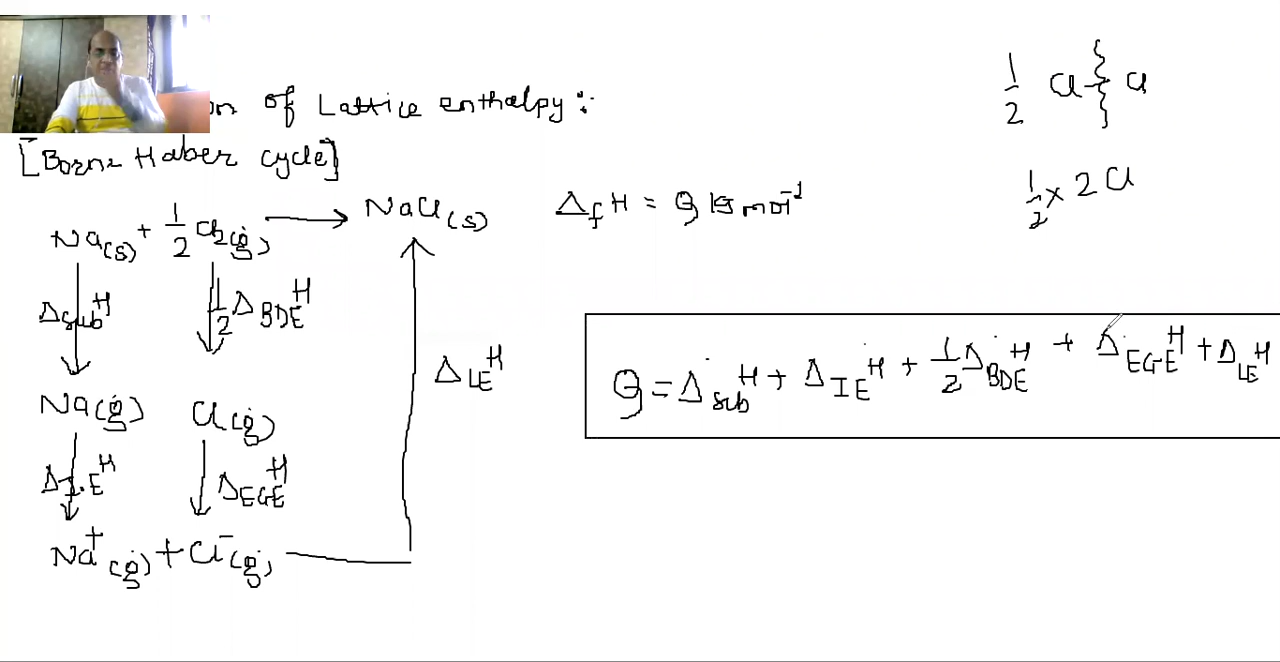 on of Lattice enthalpy:
[Born Haber cycle]
Na(s) + 1/2 Cl2(g) → NaCl(s)
ΔfH = Q kJ mol⁻¹
1/2 Cl Cl
1/2 × 2 Cl
ΔsubH
1/2 ΔBDEH
ΔLEH
Q = ΔsubH + ΔIEH + 1/2 ΔBDEH + ΔEGEH + ΔLEH
Na(g) Cl(g)
ΔI.EH
ΔEGEH
Na⁺(g) + Cl⁻(g)